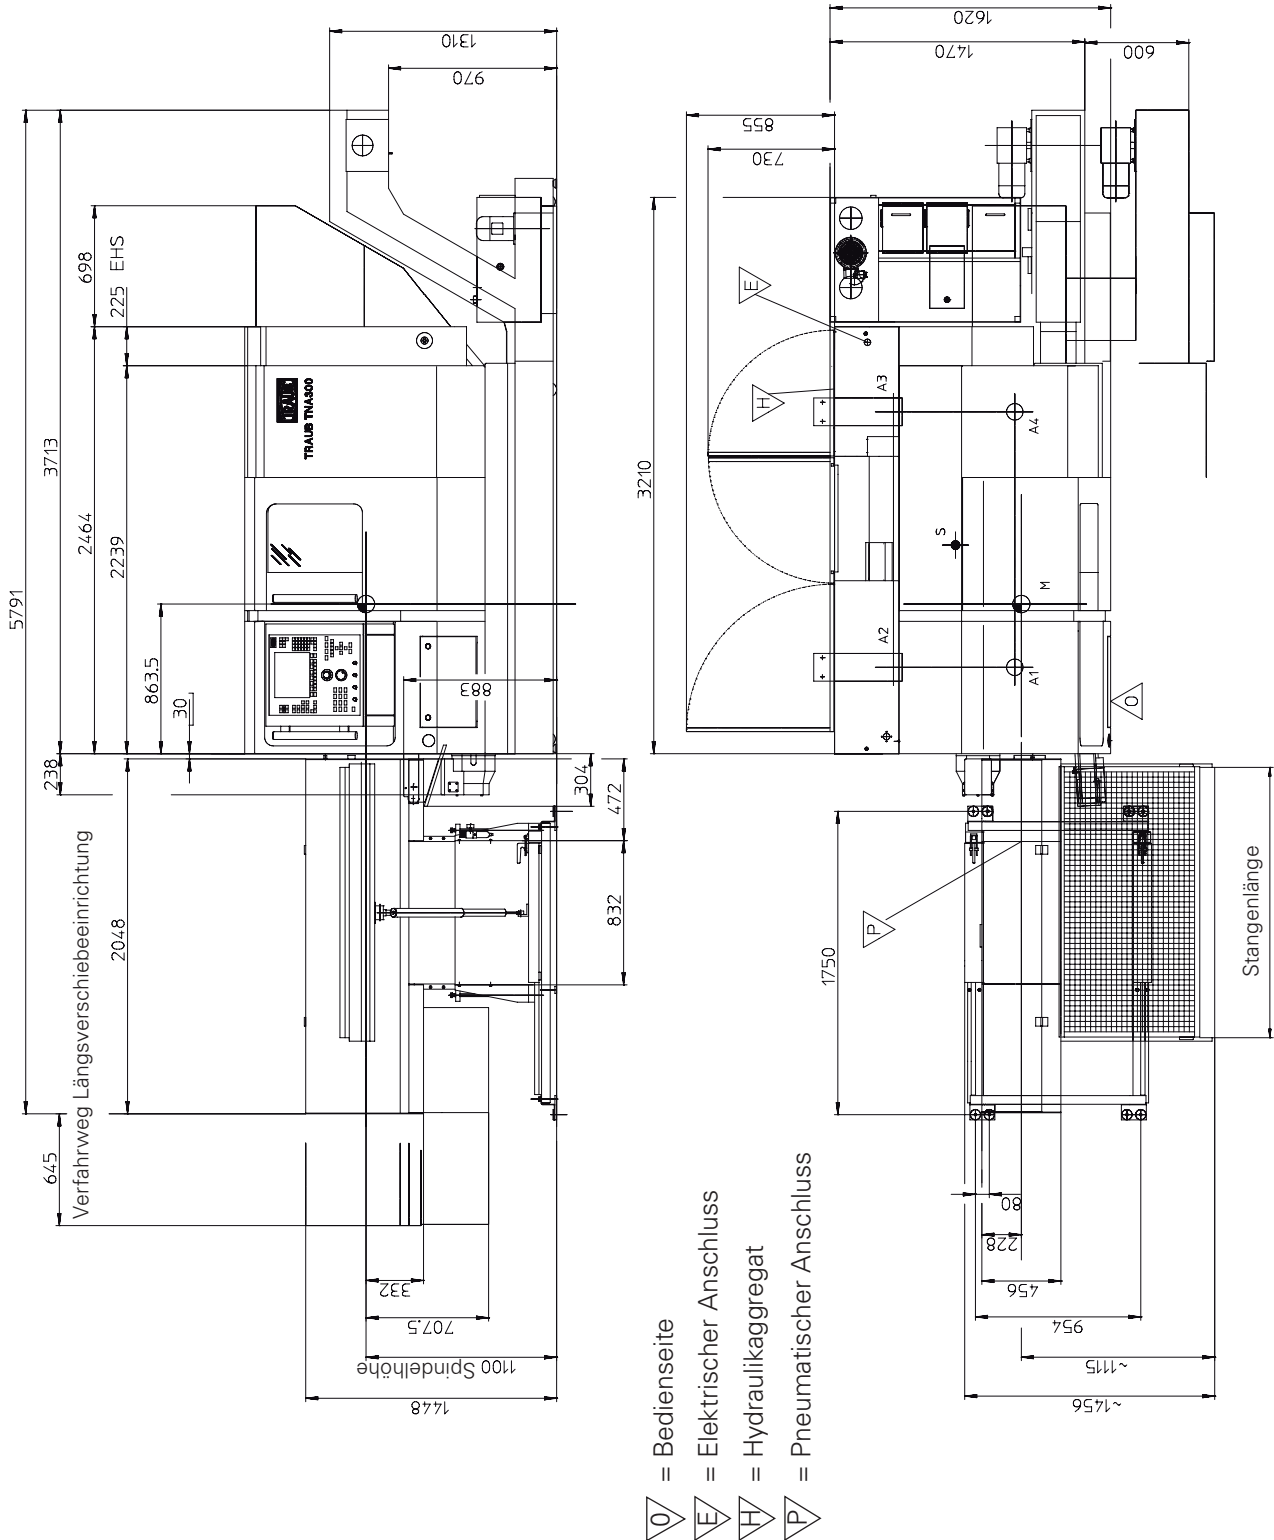 5791
3713
2464
2239
863.5
30
698
225 EHS
1310
970
TRAUB
TRAUB TNA300
883
238
Verfahrweg Längsverschiebeeinrichtung
2048
645
304
472
832
332
707.5
1100 Spindelhöhe
1448
1620
1470
600
855
730
3210
E
H
A3
A4
S
M
A2
A1
O
P
1750
Stangenlänge
80
228
456
954
~1115
~1456
O = Bedienseite
E = Elektrischer Anschluss
H = Hydraulikaggregat
P = Pneumatischer Anschluss